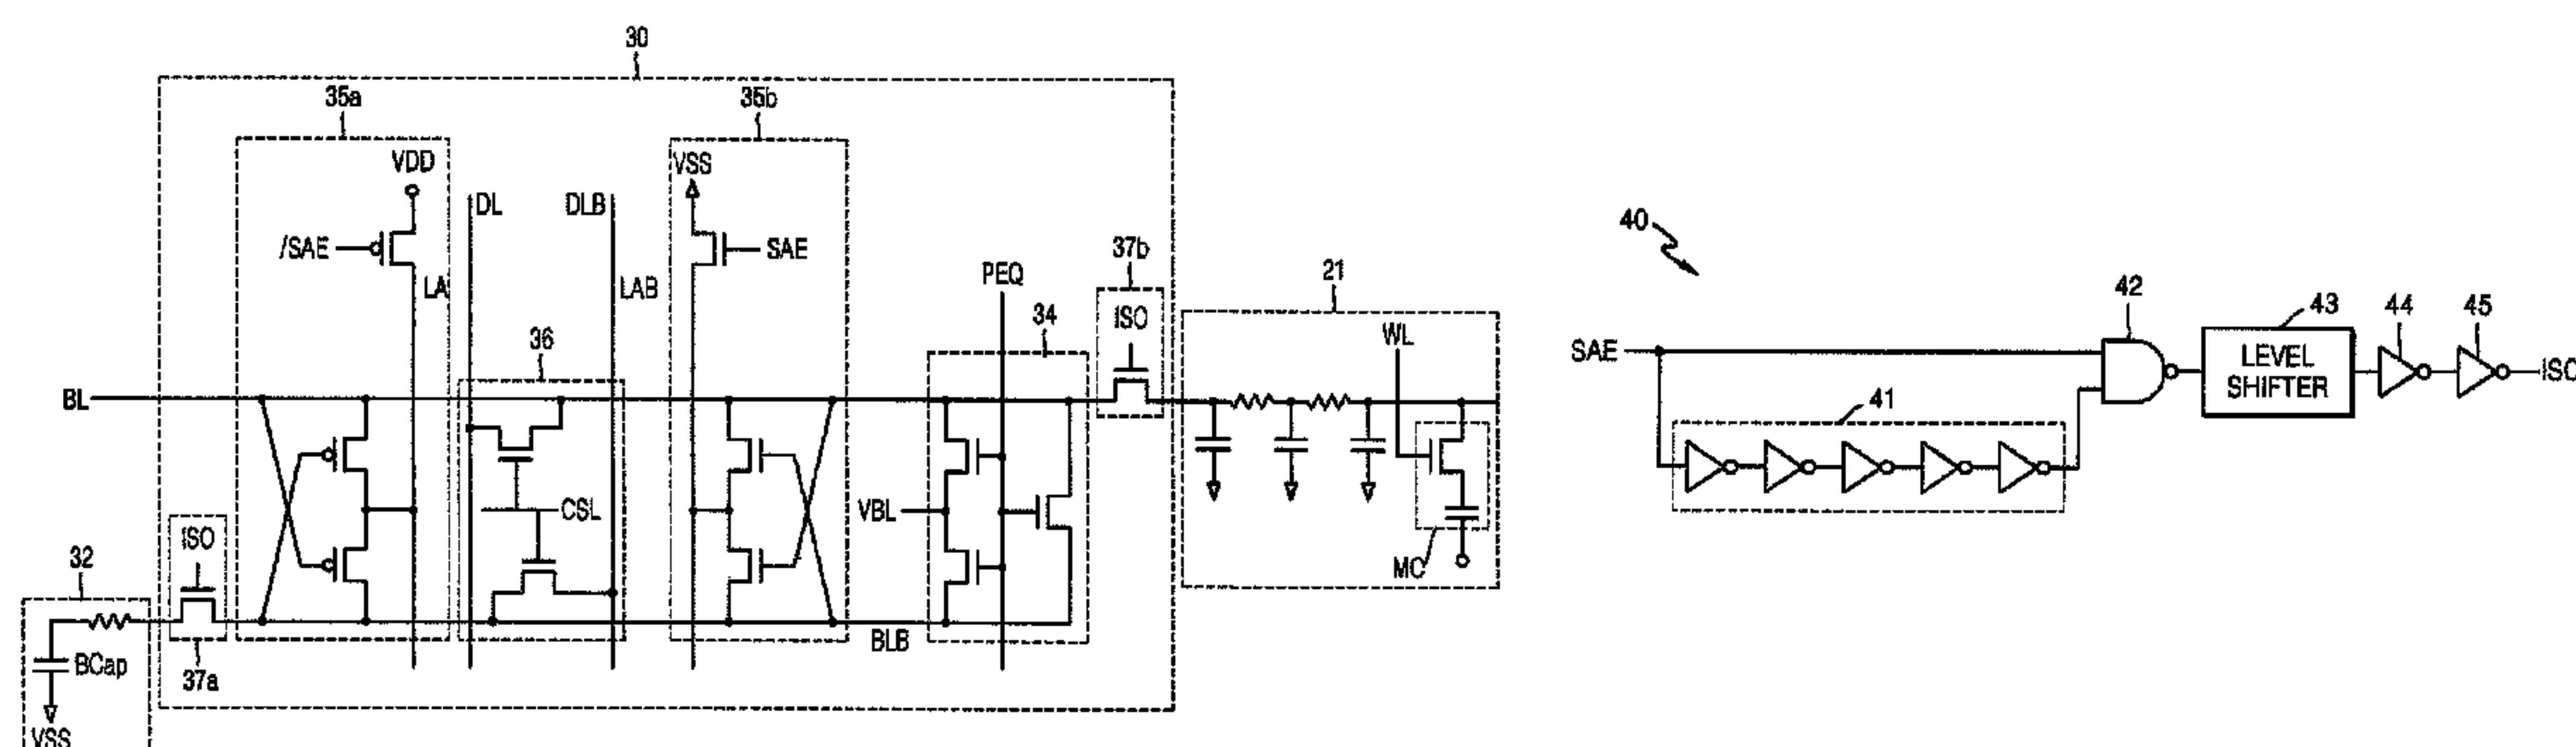 30
35a
35b
VDD
VSS
DL
DLB
/SAE
SAE
LA
LAB
PEQ
37b
ISO
21
34
WL
36
BL
CSL
VBL
ISO
32
BCap
37a
BLB
MC
VSS
40
42
43
44
45
SAE
LEVEL
SHIFTER
ISO
41